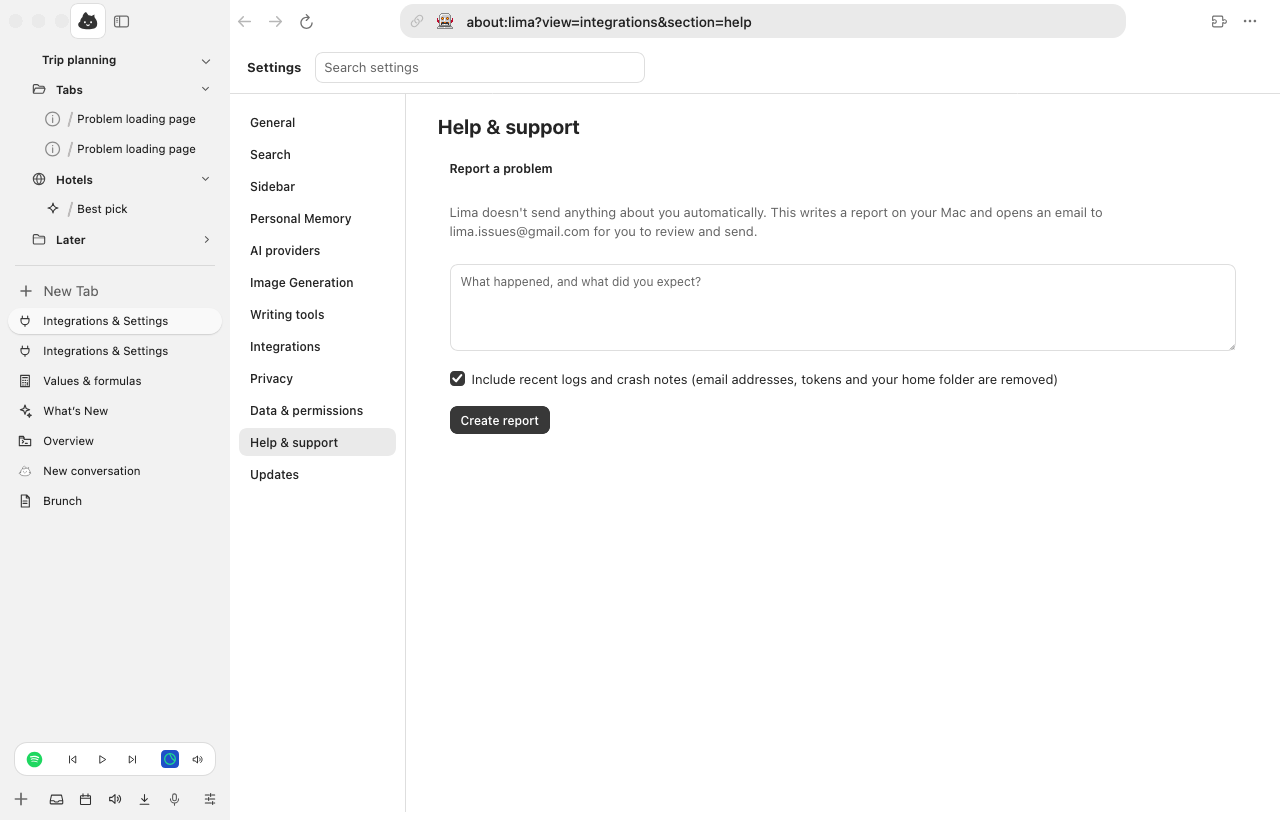 about:lima?view=integrations&section=help
Trip planning
Tabs
/ Problem loading page
/ Problem loading page
Hotels
/ Best pick
Later
New Tab
Integrations & Settings
Integrations & Settings
Values & formulas
What's New
Overview
New conversation
Brunch
Settings
Search settings
General
Search
Sidebar
Personal Memory
AI providers
Image Generation
Writing tools
Integrations
Privacy
Data & permissions
Help & support
Updates
Help & support
Report a problem
Lima doesn't send anything about you automatically. This writes a report on your Mac and opens an email to
lima.issues@gmail.com for you to review and send.
What happened, and what did you expect?
Include recent logs and crash notes (email addresses, tokens and your home folder are removed)
Create report